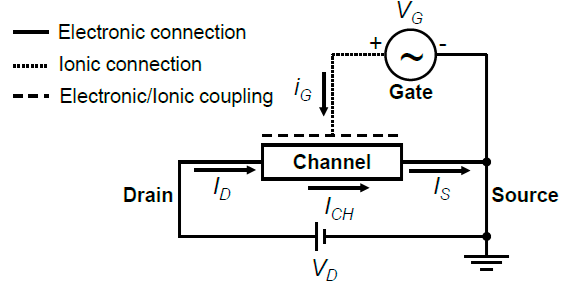 Electronic connection
Ionic connection
Electronic/Ionic coupling
V_G
+
-
~
Gate
i_G
Channel
Drain
I_D
I_CH
I_S
Source
V_D